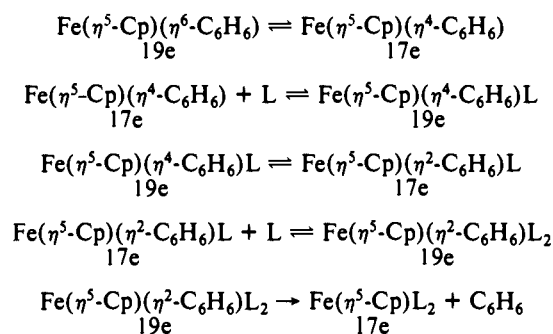 Fe(η⁵-Cp)(η⁶-C₆H₆) ⇌ Fe(η⁵-Cp)(η⁴-C₆H₆)
19e 17e
Fe(η⁵-Cp)(η⁴-C₆H₆) + L ⇌ Fe(η⁵-Cp)(η⁴-C₆H₆)L
17e 19e
Fe(η⁵-Cp)(η⁴-C₆H₆)L ⇌ Fe(η⁵-Cp)(η²-C₆H₆)L
19e 17e
Fe(η⁵-Cp)(η²-C₆H₆)L + L ⇌ Fe(η⁵-Cp)(η²-C₆H₆)L₂
17e 19e
Fe(η⁵-Cp)(η²-C₆H₆)L₂ → Fe(η⁵-Cp)L₂ + C₆H₆
19e 17e